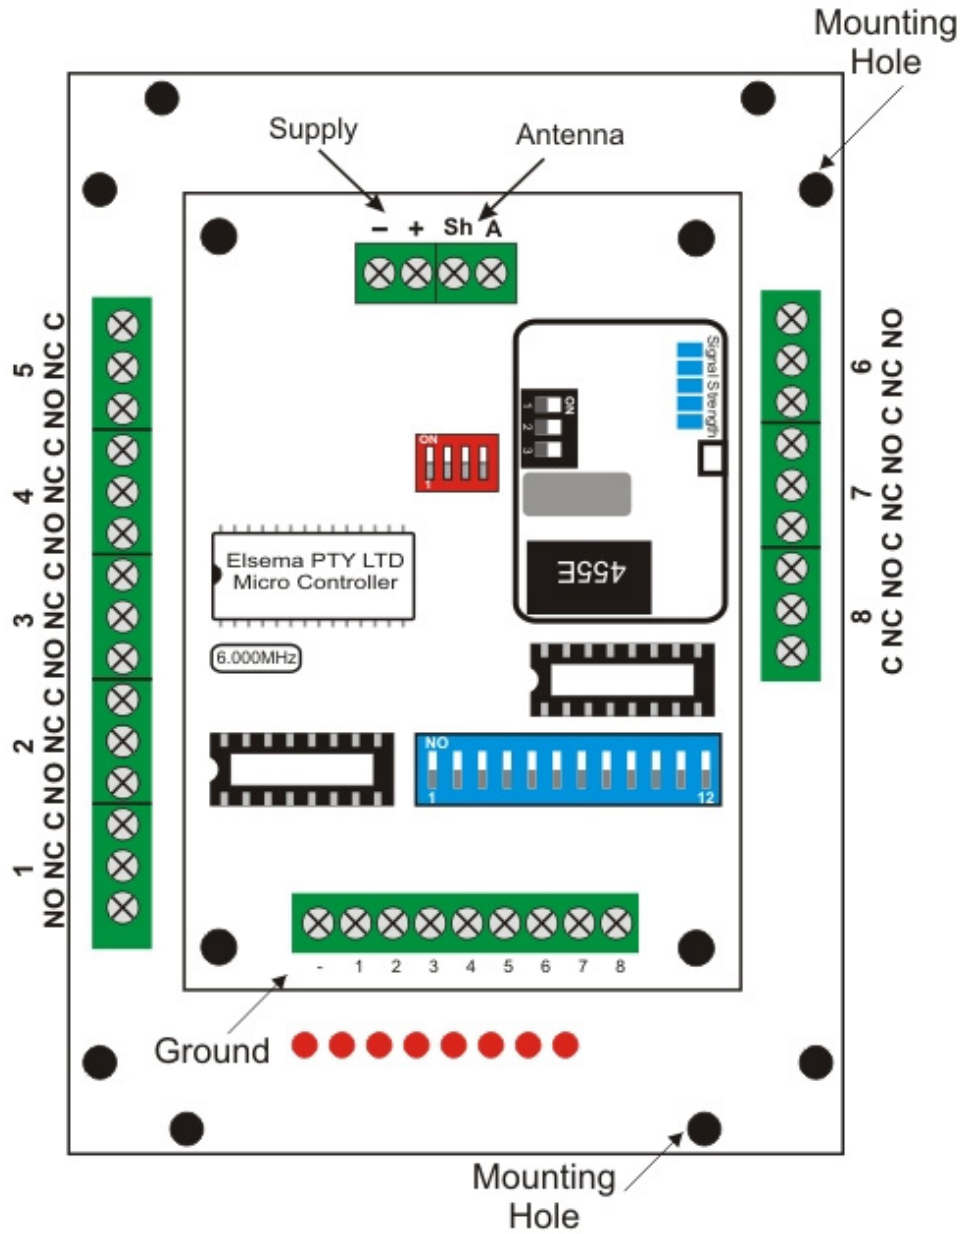 Mounting
Hole
Supply
Antenna
− + Sh A
5
NO NC C
4
NO NC C
3
NO NC C
2
NO NC C
1
NO NC C
6
C NC NO
7
C NC NO
8
C NC NO
Signal Strength
ON
1
2
3
ON
1
455E
Elsema PTY LTD
Micro Controller
6.000MHz
NO
1 12
- 1 2 3 4 5 6 7 8
Ground
Mounting
Hole